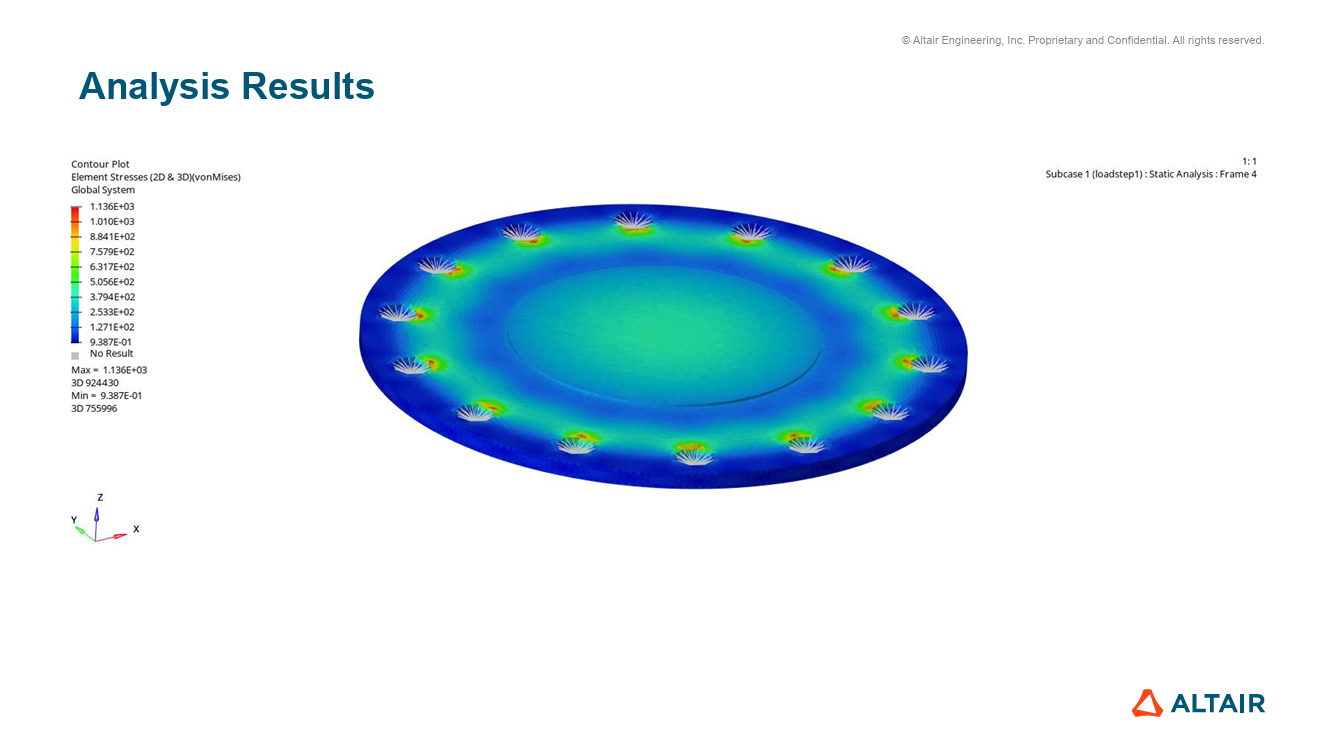 © Altair Engineering, Inc. Proprietary and Confidential. All rights reserved.
Analysis Results
Contour Plot
Element Stresses (2D & 3D)(vonMises)
Global System
1.136E+03
1.010E+03
8.841E+02
7.579E+02
6.317E+02
5.056E+02
3.794E+02
2.533E+02
1.271E+02
9.387E-01
No Result
Max = 1.136E+03
3D 924430
Min = 9.387E-01
3D 755996
1: 1
Subcase 1 (loadstep1) : Static Analysis : Frame 4
Z
Y
X
ALTAIR